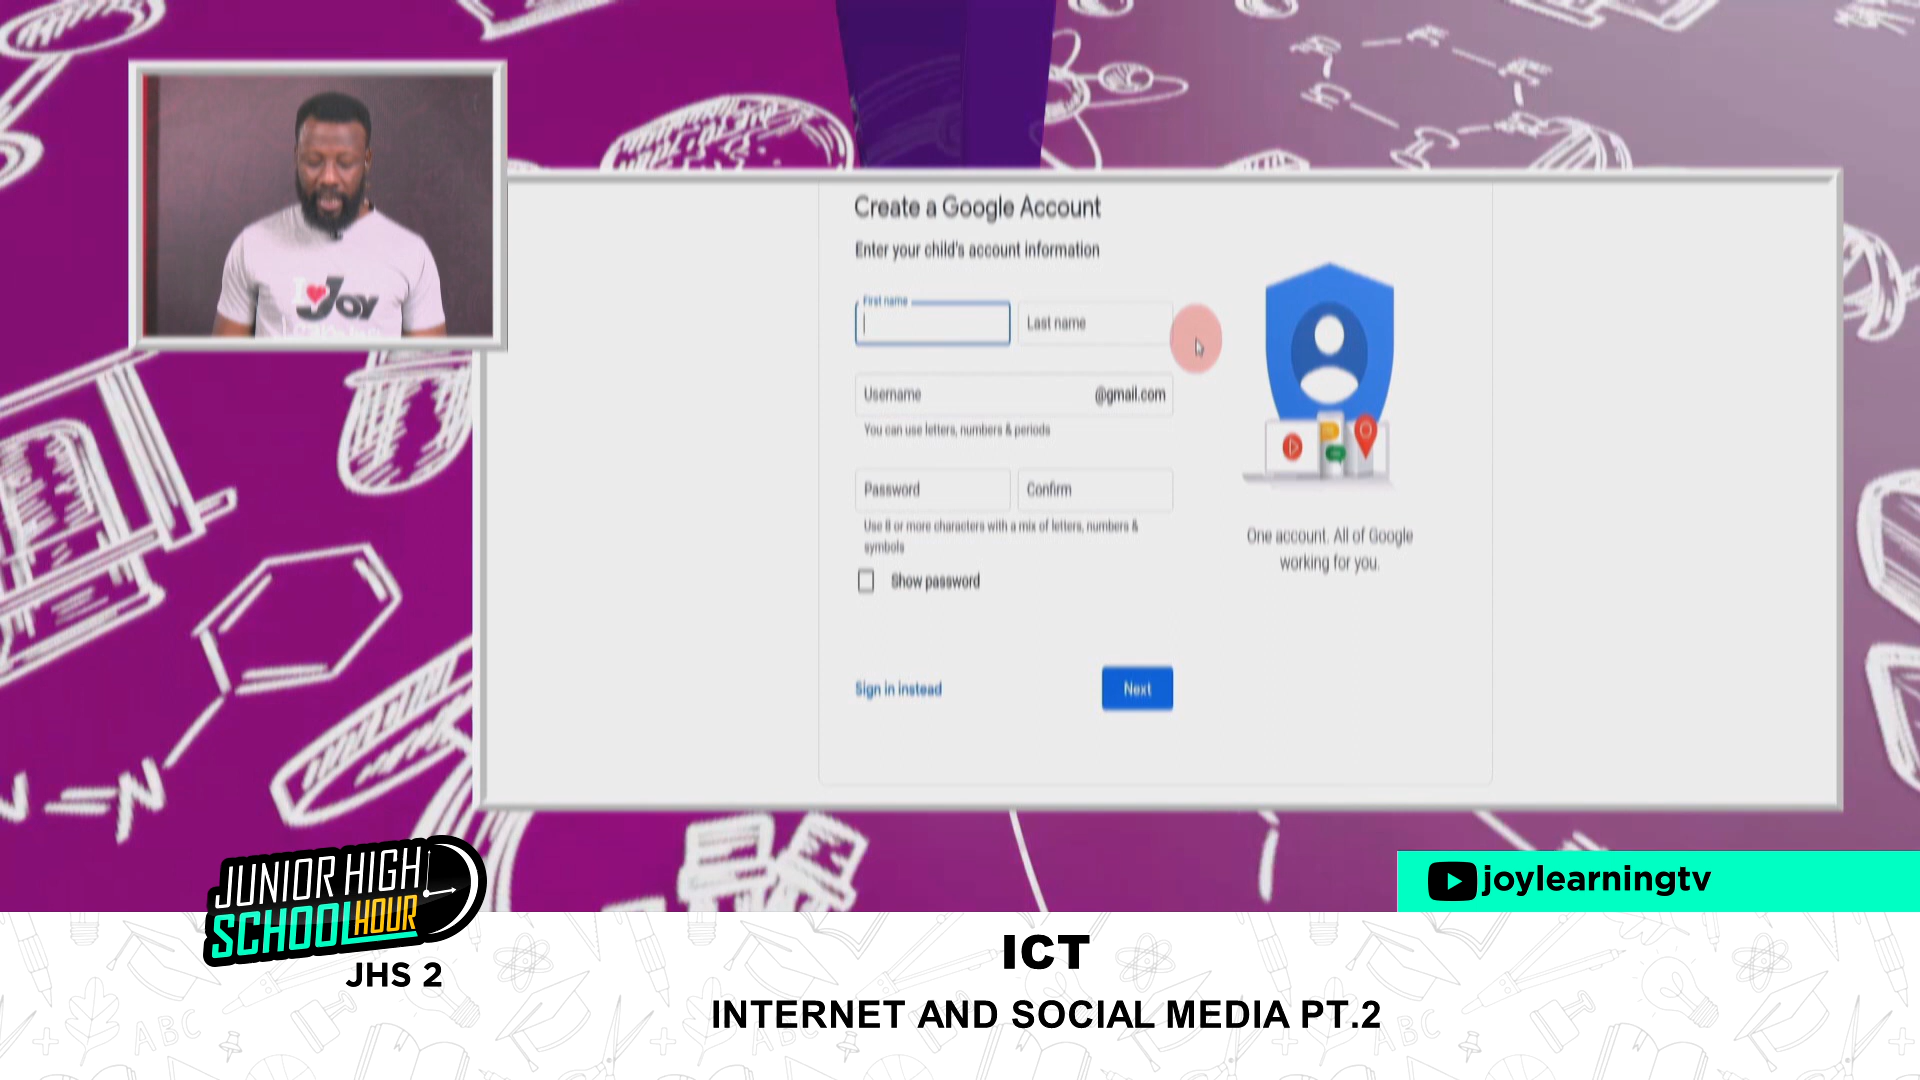 Create a Google Account
Enter your child's account information
First name
Last name
Username @gmail.com
You can use letters, numbers & periods
Password Confirm
Use 8 or more characters with a mix of letters, numbers &
symbols
Show password
One account. All of Google
working for you.
Sign in instead Next
I JOY
N=N
JUNIOR HIGH
SCHOOL HOUR
JHS 2
joylearningtv
ICT
INTERNET AND SOCIAL MEDIA PT.2
ABC
ABC